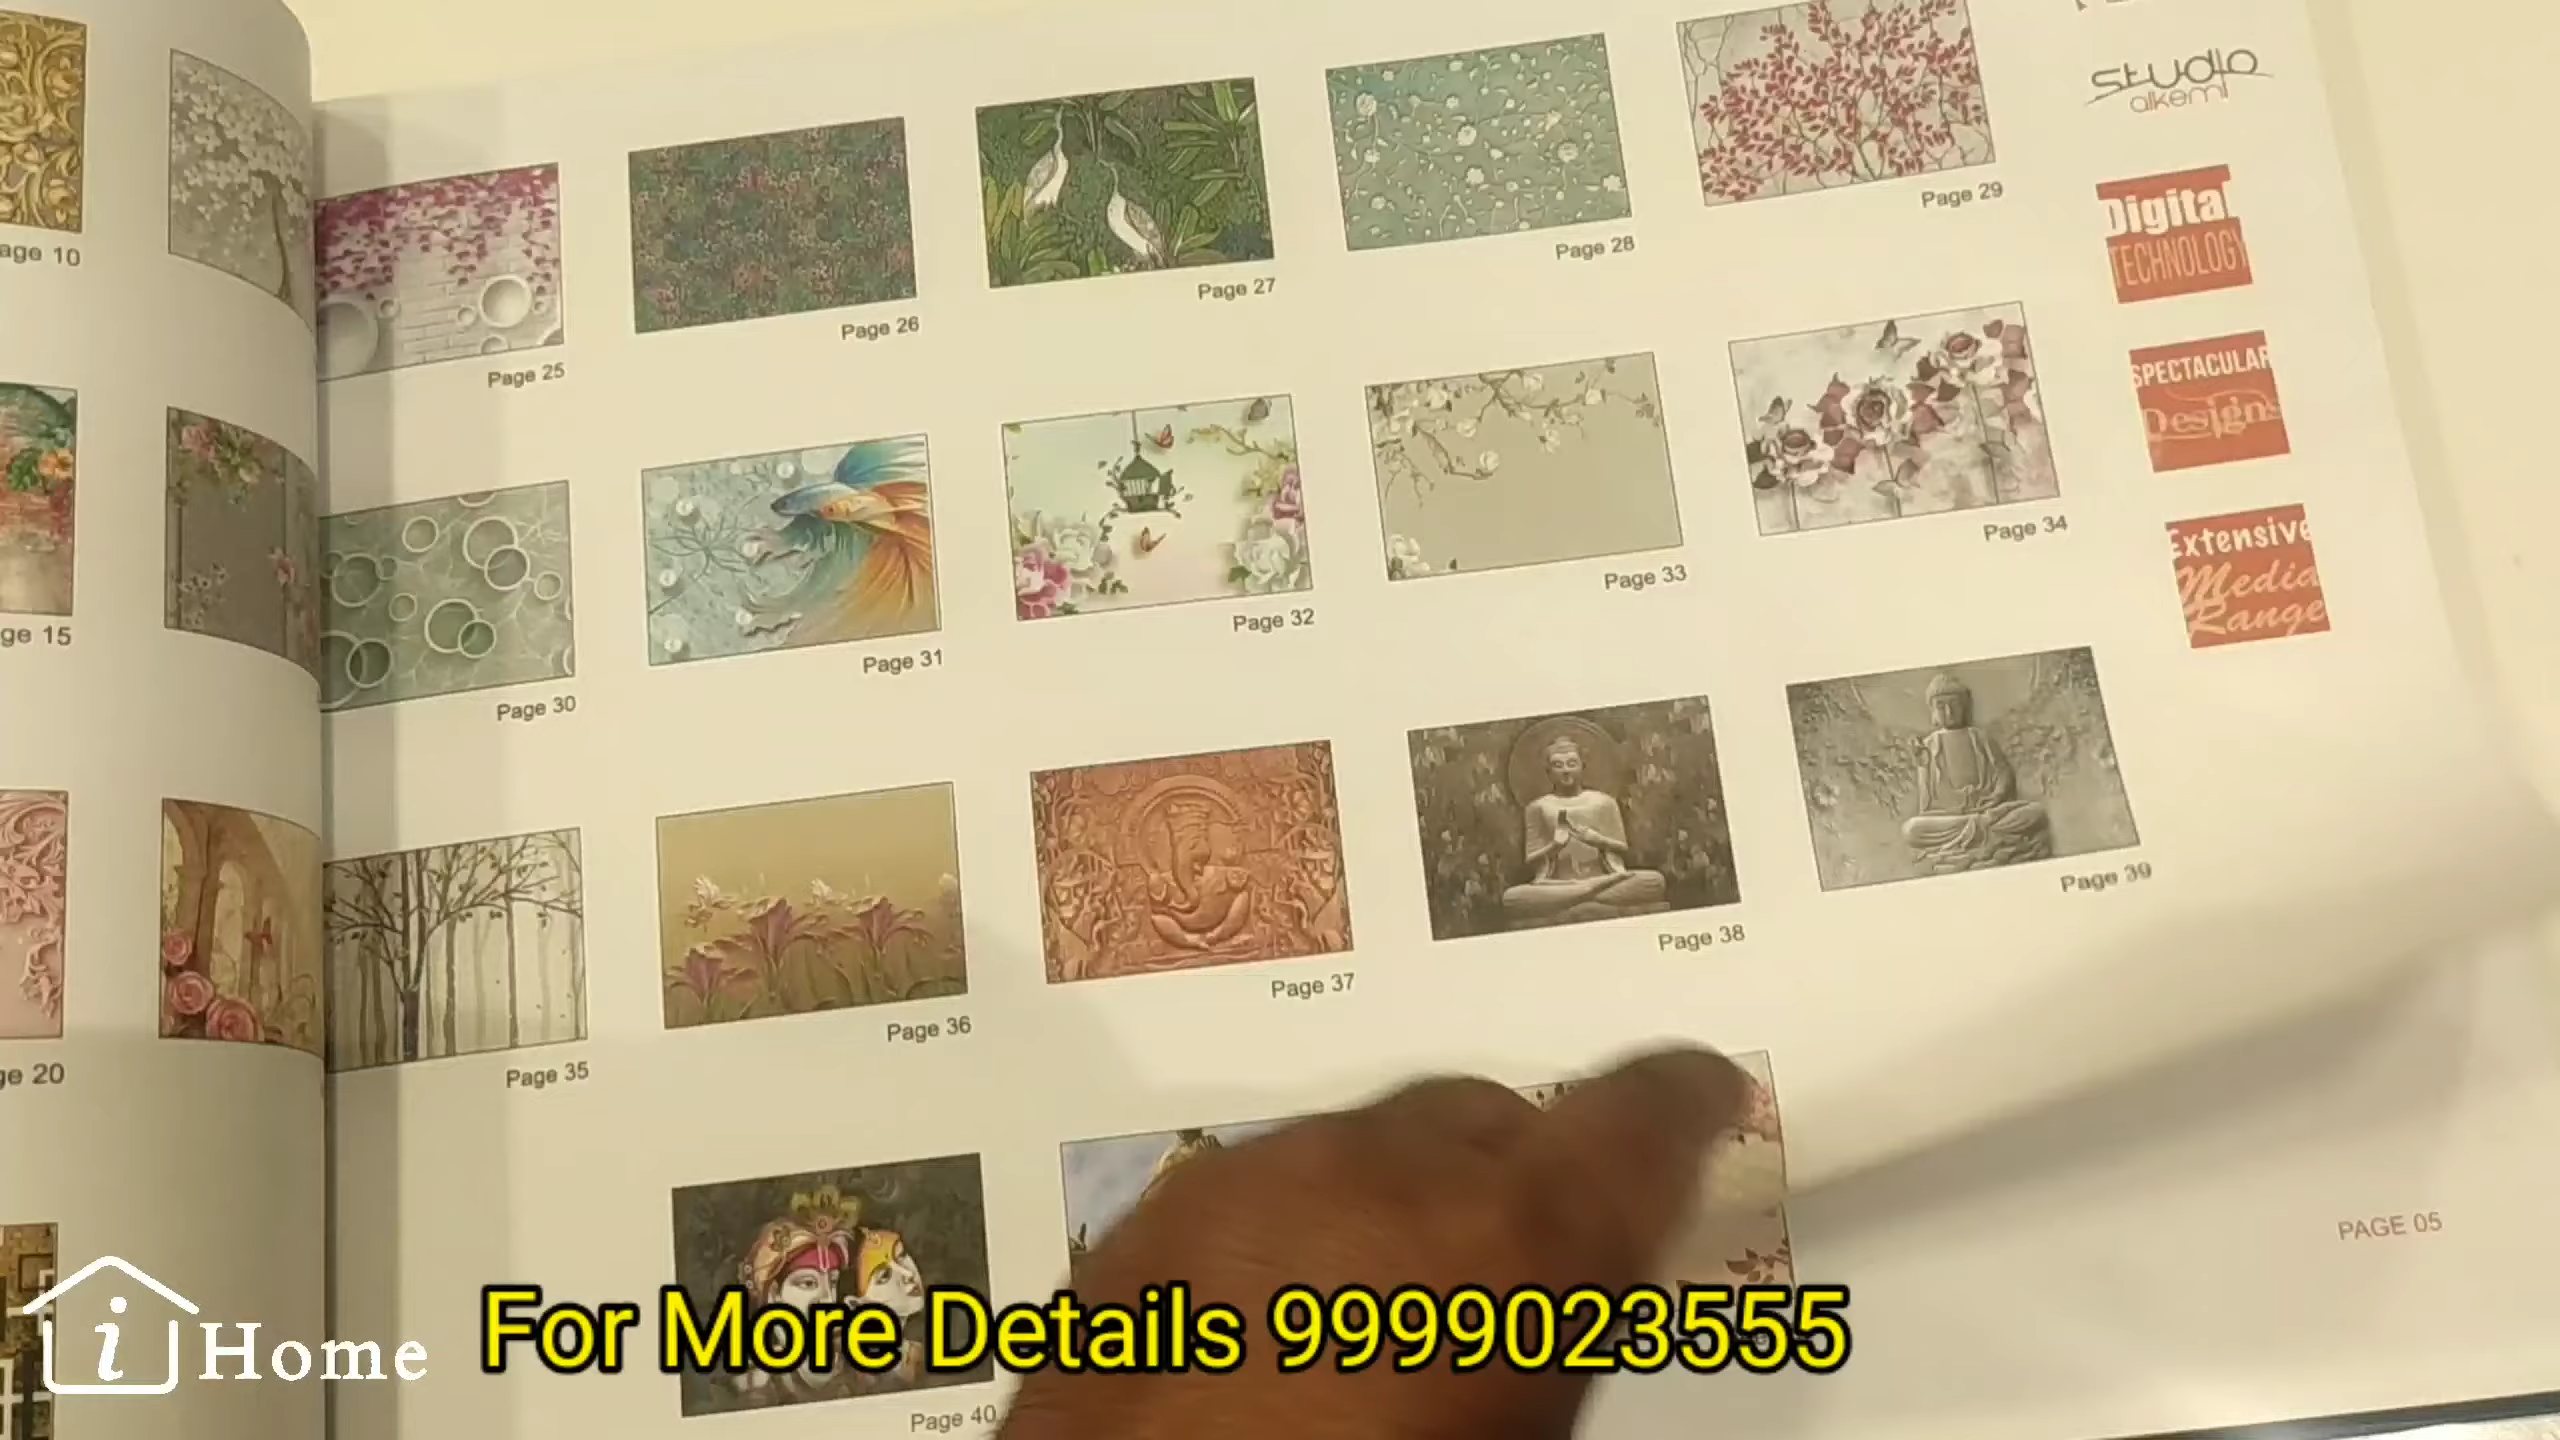 age 10
ge 15
ge 20
Page 25
Page 26
Page 27
Page 28
Page 29
Page 30
Page 31
Page 32
Page 33
Page 34
Page 35
Page 36
Page 37
Page 38
Page 39
Page 40
studio
alkemi
Digital
TECHNOLOGY
SPECTACULAR
Designs
Extensive
Media
Range
PAGE 05
i Home
For More Details 9999023555